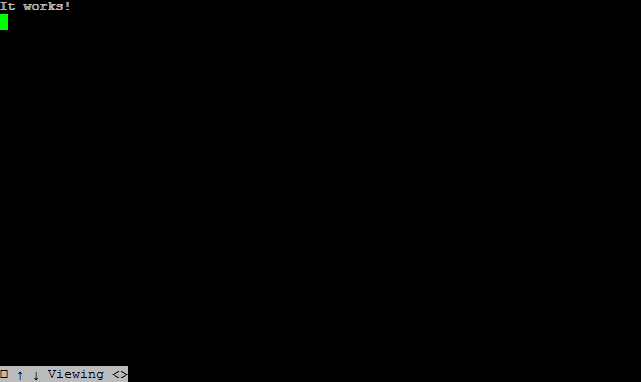 It works!
□ ↑ ↓ Viewing <>